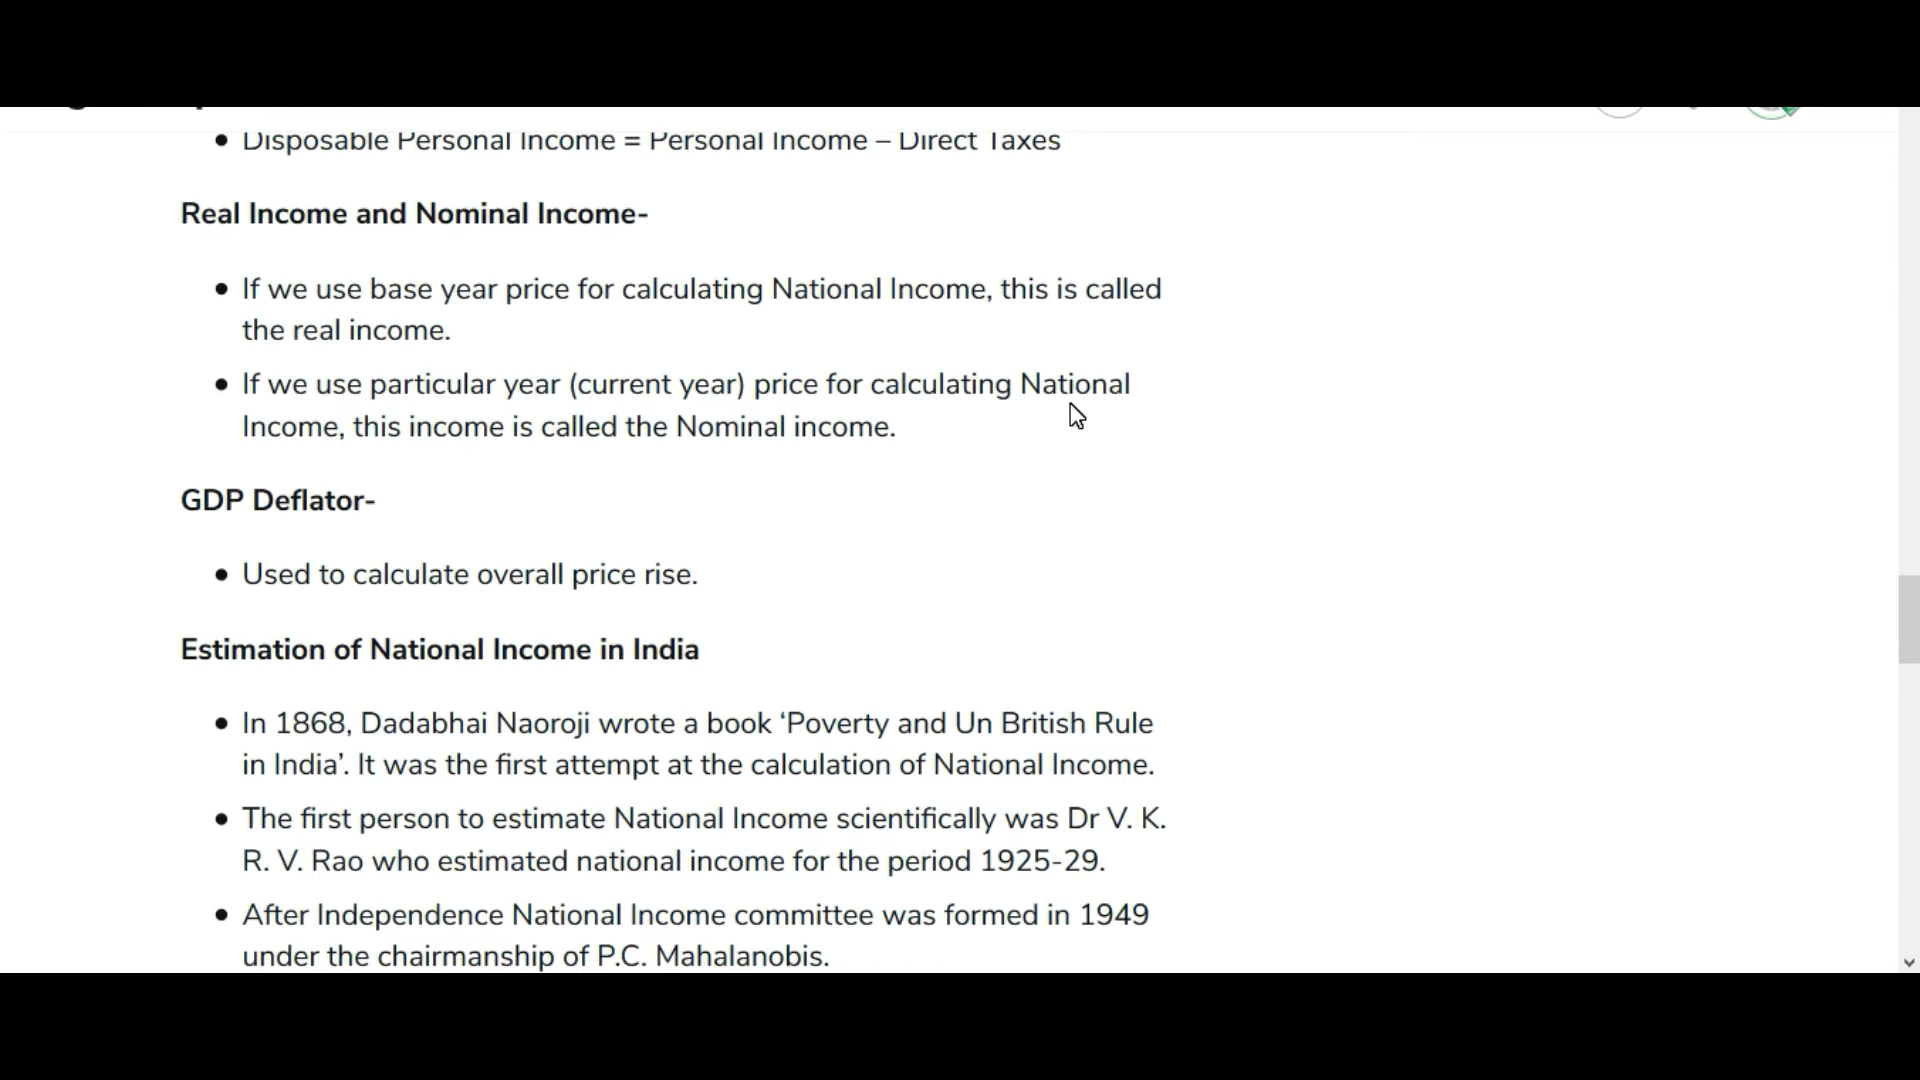 Disposable Personal Income = Personal Income – Direct Taxes
Real Income and Nominal Income-
If we use base year price for calculating National Income, this is called
the real income.
If we use particular year (current year) price for calculating National
Income, this income is called the Nominal income.
GDP Deflator-
Used to calculate overall price rise.
Estimation of National Income in India
In 1868, Dadabhai Naoroji wrote a book ‘Poverty and Un British Rule
in India’. It was the first attempt at the calculation of National Income.
The first person to estimate National Income scientifically was Dr V. K.
R. V. Rao who estimated national income for the period 1925-29.
After Independence National Income committee was formed in 1949
under the chairmanship of P.C. Mahalanobis.